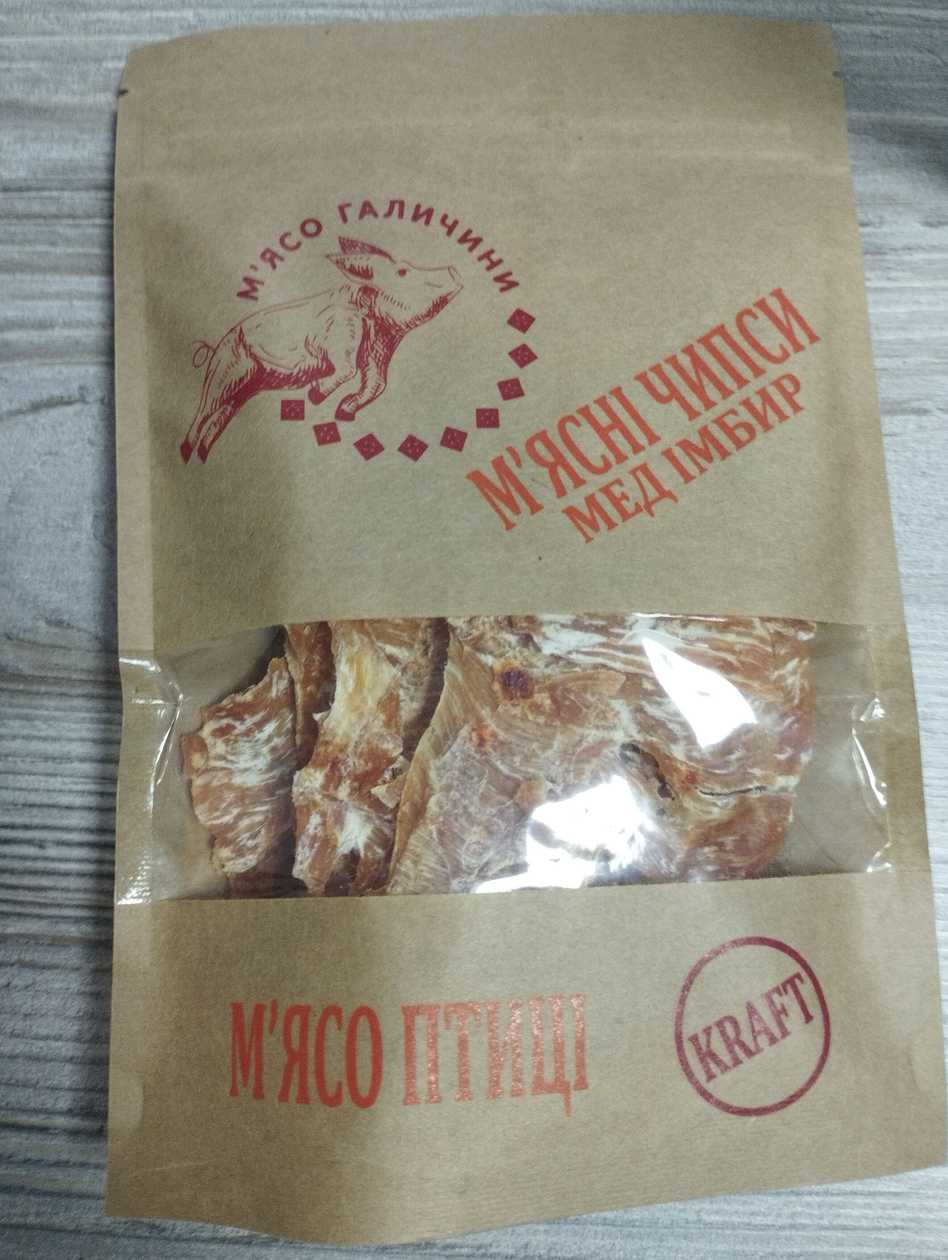 М'ЯСО ГАЛИЧИНИ
М'ЯСНІ ЧИПСИ
МЕД ІМБИР
М'ЯСО ПТИЦІ
KRAFT